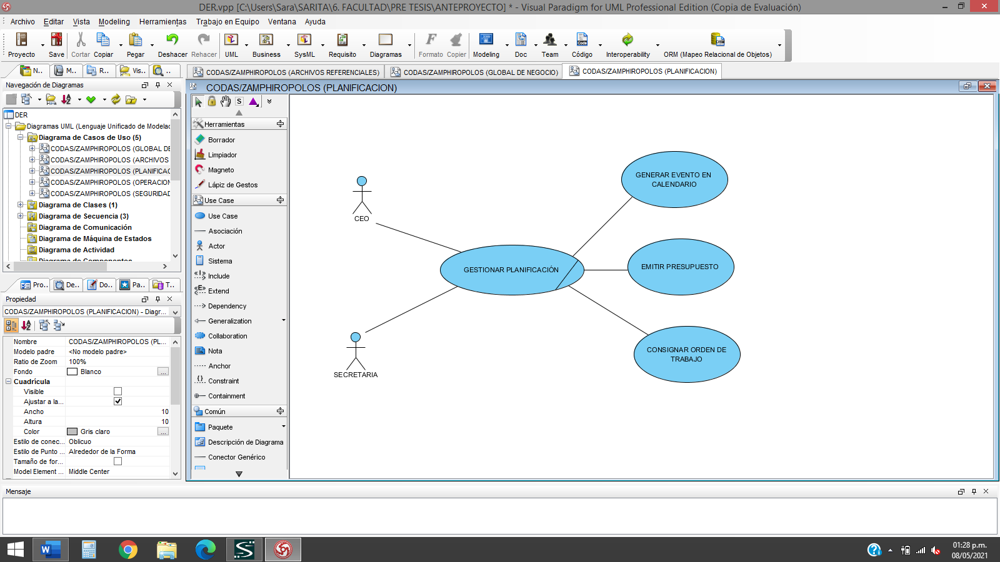 DER.vpp [C:\Users\Sara\SARITA\6. FACULTAD\PRE TESIS\ANTEPROYECTO] * - Visual Paradigm for UML Professional Edition (Copia de Evaluación)
Archivo Editar Vista Modeling Herramientas Trabajo en Equipo Ventana Ayuda
Proyecto Save Cortar Copiar Pegar Deshacer Rehacer UML Business SysML Requisito Diagramas Formato Copier Modeling Doc Team Código Interoperability ORM (Mapeo Relacional de Objetos)
N.. M.. R.. Vis.. ..
CODAS/ZAMPHIROPOLOS (ARCHIVOS REFERENCIALES) CODAS/ZAMPHIROPOLOS (GLOBAL DE NEGOCIO) CODAS/ZAMPHIROPOLOS (PLANIFICACION)
Navegación de Diagramas
DER
Diagramas UML (Lenguaje Unificado de Modelac
Diagrama de Casos de Uso (5)
CODAS/ZAMPHIROPOLOS (GLOBAL DE
CODAS/ZAMPHIROPOLOS (ARCHIVOS
CODAS/ZAMPHIROPOLOS (PLANIFICAC
CODAS/ZAMPHIROPOLOS (OPERACION
CODAS/ZAMPHIROPOLOS (SEGURIDAD
Diagrama de Clases (1)
Diagrama de Secuencia (3)
Diagrama de Comunicación
Diagrama de Máquina de Estados
Diagrama de Actividad
Diagrama de Componentes
Pro.. De.. Do.. Pa.. T..
Propiedad
CODAS/ZAMPHIROPOLOS (PLANIFICACION) - Diagr...
Nombre CODAS/ZAMPHIROPOLOS (PL...
Modelo padre <No modelo padre>
Ratio de Zoom 100%
Fondo Blanco ...
Cuadrícula
Visible
Ajustar a la...
Ancho 10
Altura 10
Color Gris claro ...
Estilo de conec... Oblicuo
Estilo de Punto ... Alrededor de la Forma
Tamaño de for...
Model Element ... Middle Center
CODAS/ZAMPHIROPOLOS (PLANIFICACION)
S
Herramientas
Borrador
Limpiador
Magneto
Lápiz de Gestos
Use Case
Use Case
Asociación
Actor
Sistema
Include
Extend
Dependency
Generalization
Collaboration
Nota
Anchor
Constraint
Containment
Común
Paquete
Descripción de Diagrama
Conector Genérico
CEO
SECRETARIA
GESTIONAR PLANIFICACIÓN
GENERAR EVENTO EN
CALENDARIO
EMITIR PRESUPUESTO
CONSIGNAR ORDEN DE
TRABAJO
Mensaje
01:28 p.m.
08/05/2021